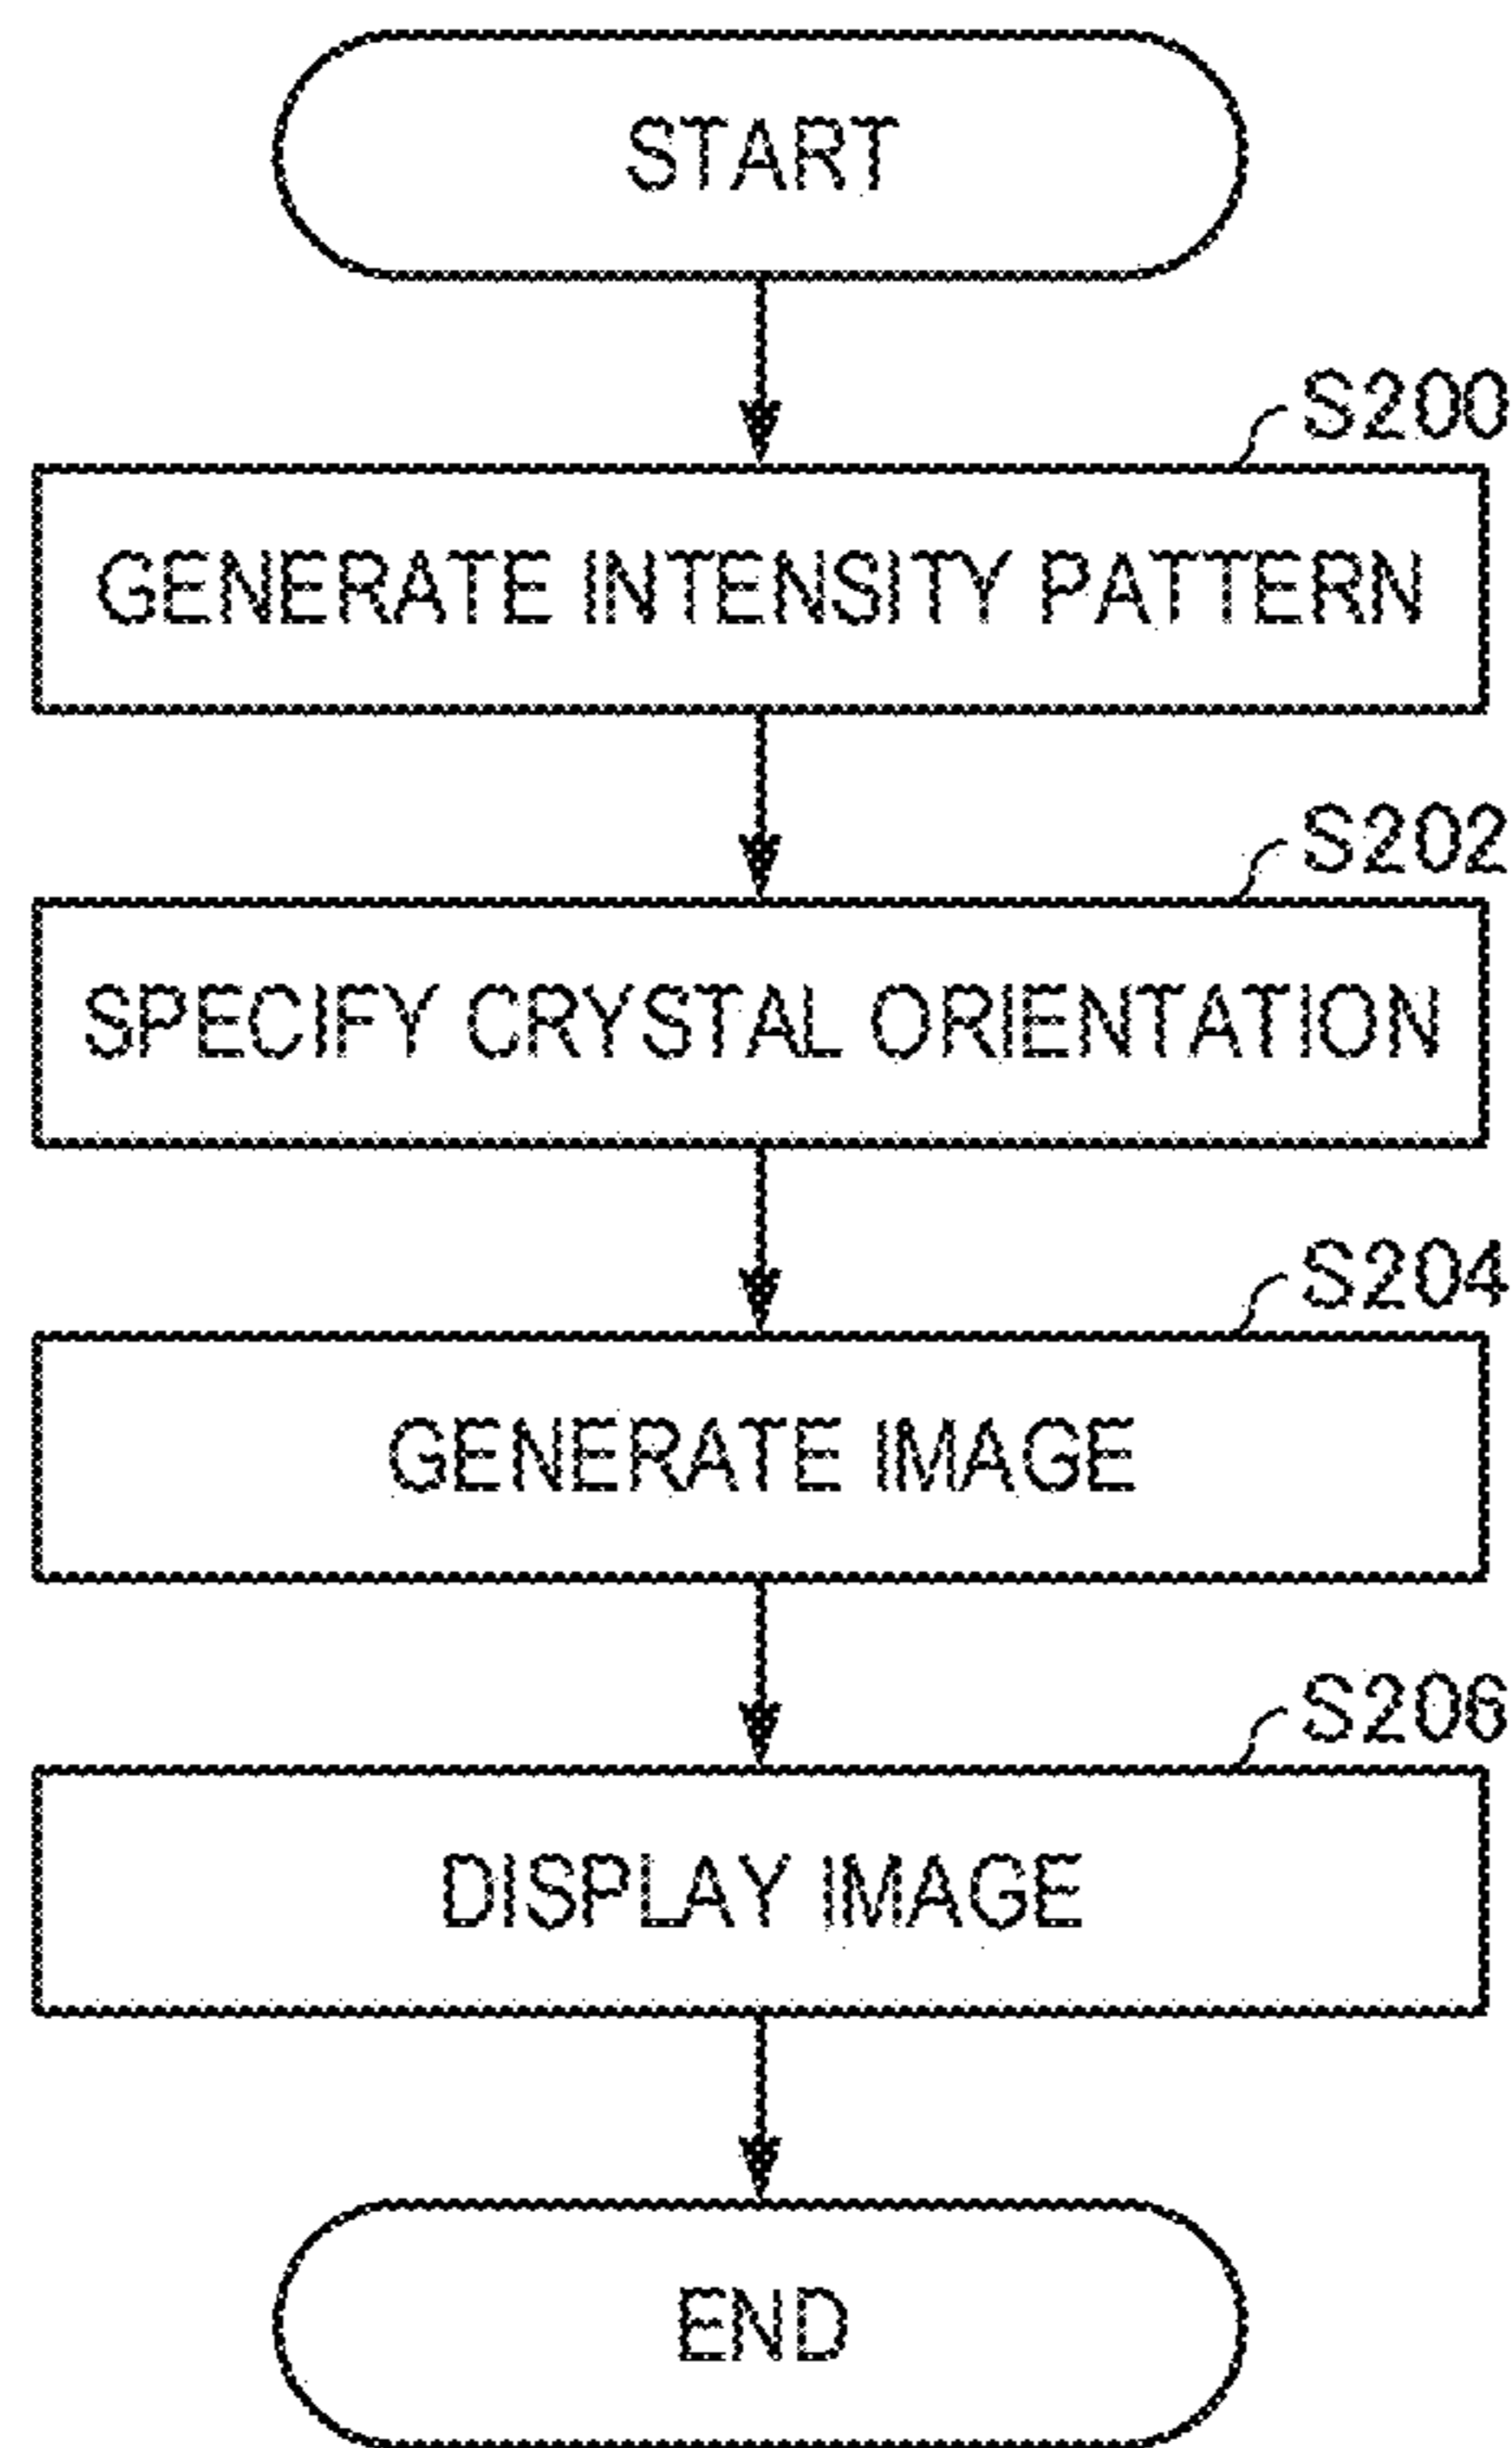 START
S200
GENERATE INTENSITY PATTERN
S202
SPECIFY CRYSTAL ORIENTATION
S204
GENERATE IMAGE
S206
DISPLAY IMAGE
END